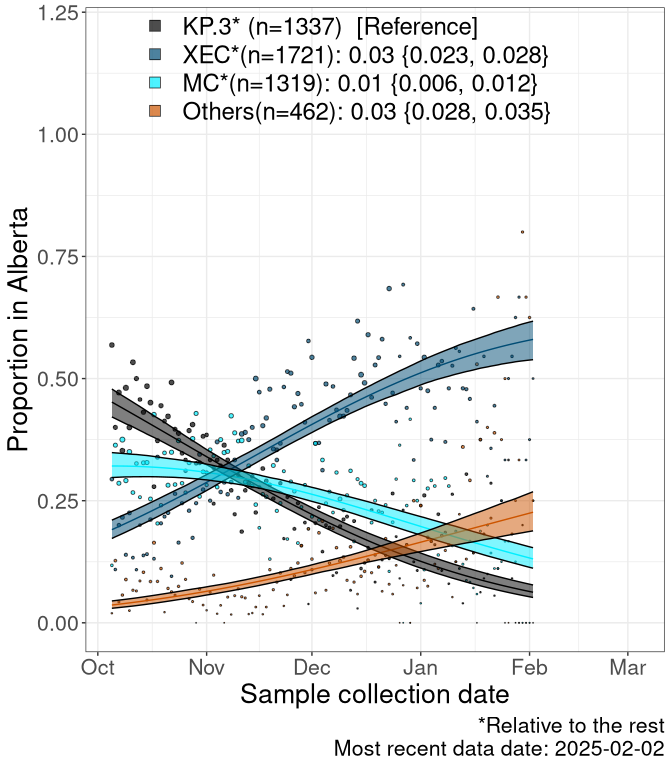 KP.3* (n=1337) [Reference]
XEC*(n=1721): 0.03 {0.023, 0.028}
MC*(n=1319): 0.01 {0.006, 0.012}
Others(n=462): 0.03 {0.028, 0.035}
Proportion in Alberta
1.25
1.00
0.75
0.50
0.25
0.00
Oct Nov Dec Jan Feb Mar
Sample collection date
*Relative to the rest
Most recent data date: 2025-02-02